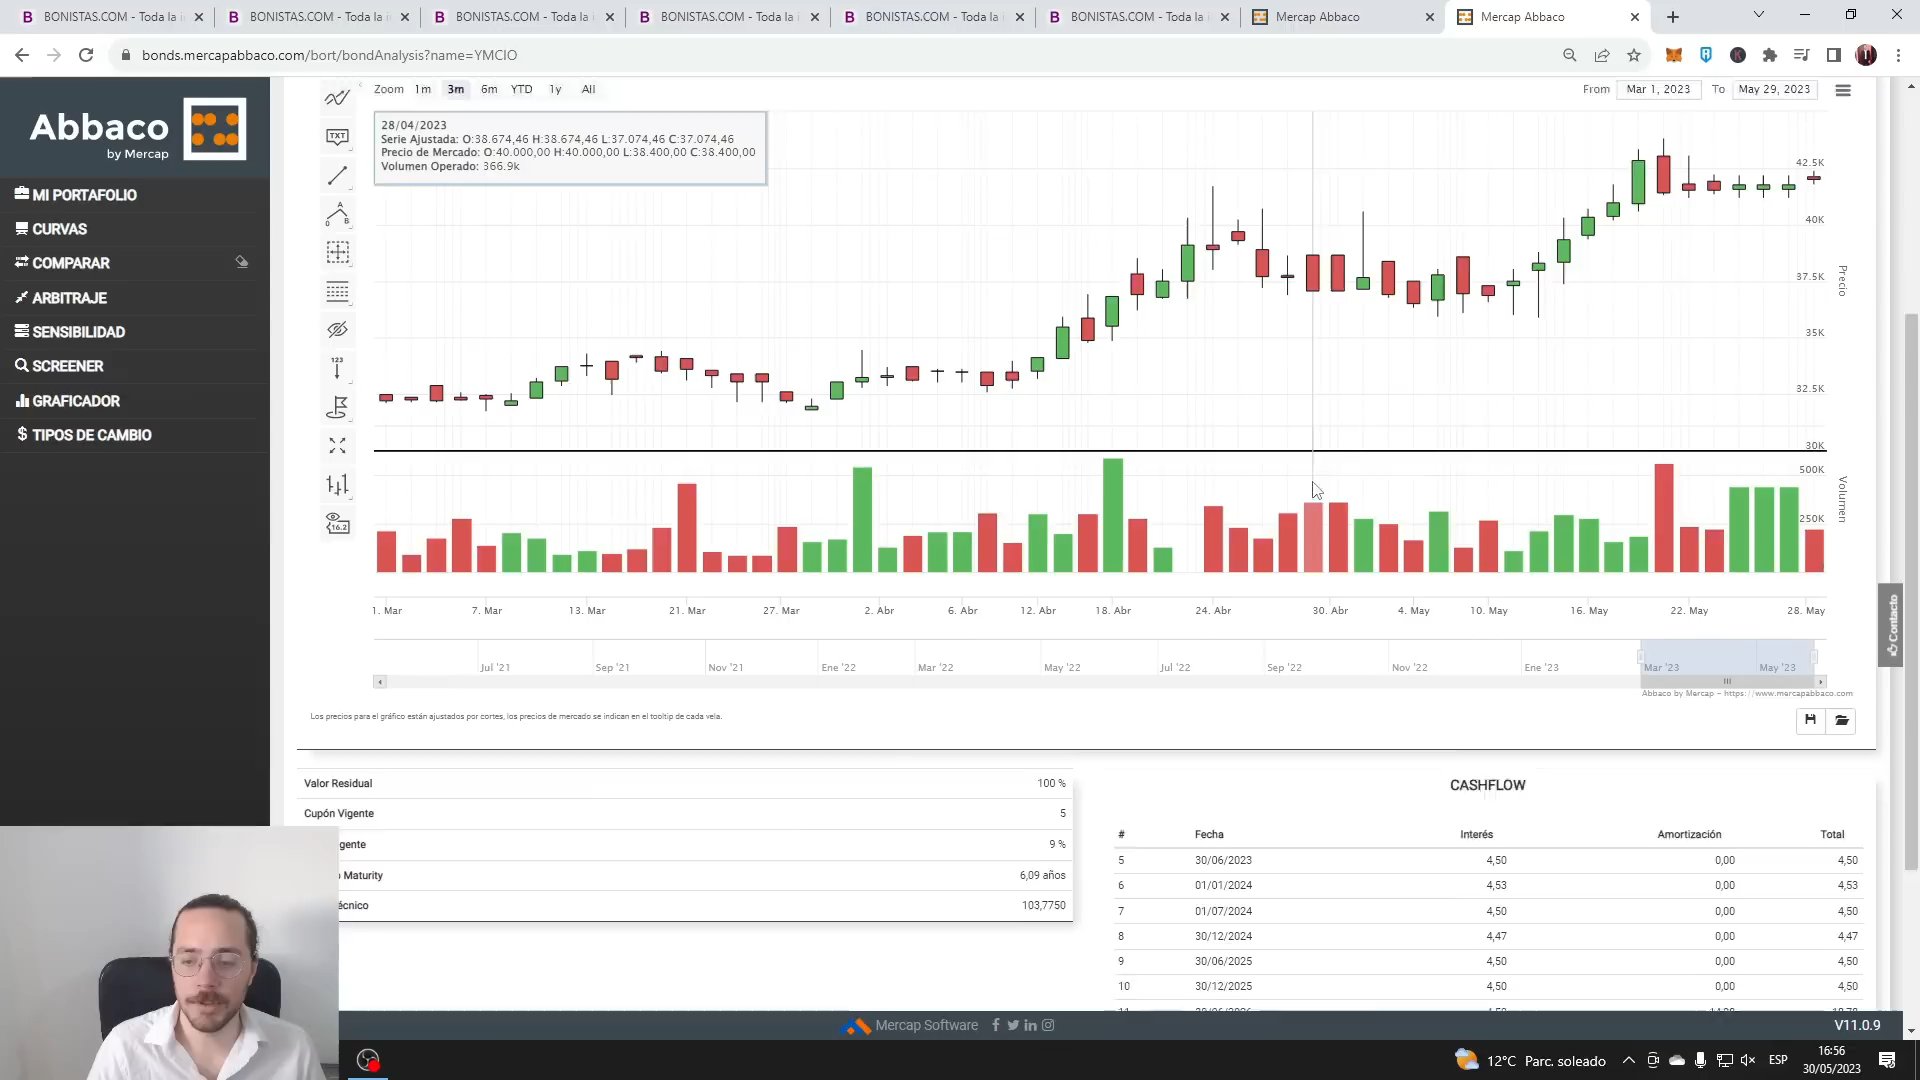 BONISTAS.COM - Toda la i
BONISTAS.COM - Toda la i
BONISTAS.COM - Toda la
BONISTAS.COM - Toda la i
BONISTAS.COM - Toda la
BONISTAS.COM - Toda la
Mercap Abbaco
Mercap Abbaco
bonds.mercapabbaco.com/bort/bondAnalysis?name=YMCIO
Abbaco
by Mercap
MI PORTAFOLIO
CURVAS
COMPARAR
ARBITRAJE
SENSIBILIDAD
SCREENER
GRAFICADOR
TIPOS DE CAMBIO
Zoom 1m 3m 6m YTD 1y All
From Mar 1, 2023 To May 29, 2023
TXT
A
0 B
123
16.2
28/04/2023
Serie Ajustada: O:38.674,46 H:38.674,46 L:37.074,46 C:37.074,46
Precio de Mercado: O:40.000,00 H:40.000,00 L:38.400,00 C:38.400,00
Volumen Operado: 366.9k
42.5K
40K
37.5K
35K
32.5K
30K
Precio
500K
250K
Volumen
1. Mar 7. Mar 13. Mar 21. Mar 27. Mar 2. Abr 6. Abr 12. Abr 18. Abr 24. Abr 30. Abr 4. May 10. May 16. May 22. May 28. May
Jul '21 Sep '21 Nov '21 Ene '22 Mar '22 May '22 Jul '22 Sep '22 Nov '22 Ene '23 Mar '23 May '23
Abbaco by Mercap - https://www.mercapabbaco.com
Los precios para el gráfico están ajustados por cortes, los precios de mercado se indican en el tooltip de cada vela.
Contacto
Valor Residual 100 %
Cupón Vigente 5
gente 9 %
Maturity 6,09 años
écnico 103,7750
CASHFLOW
# Fecha Interés Amortización Total
5 30/06/2023 4,50 0,00 4,50
6 01/01/2024 4,53 0,00 4,53
7 01/07/2024 4,50 0,00 4,50
8 30/12/2024 4,47 0,00 4,47
9 30/06/2025 4,50 0,00 4,50
10 30/12/2025 4,50 0,00 4,50
Mercap Software
V11.0.9
12°C Parc. soleado
ESP
16:56
30/05/2023